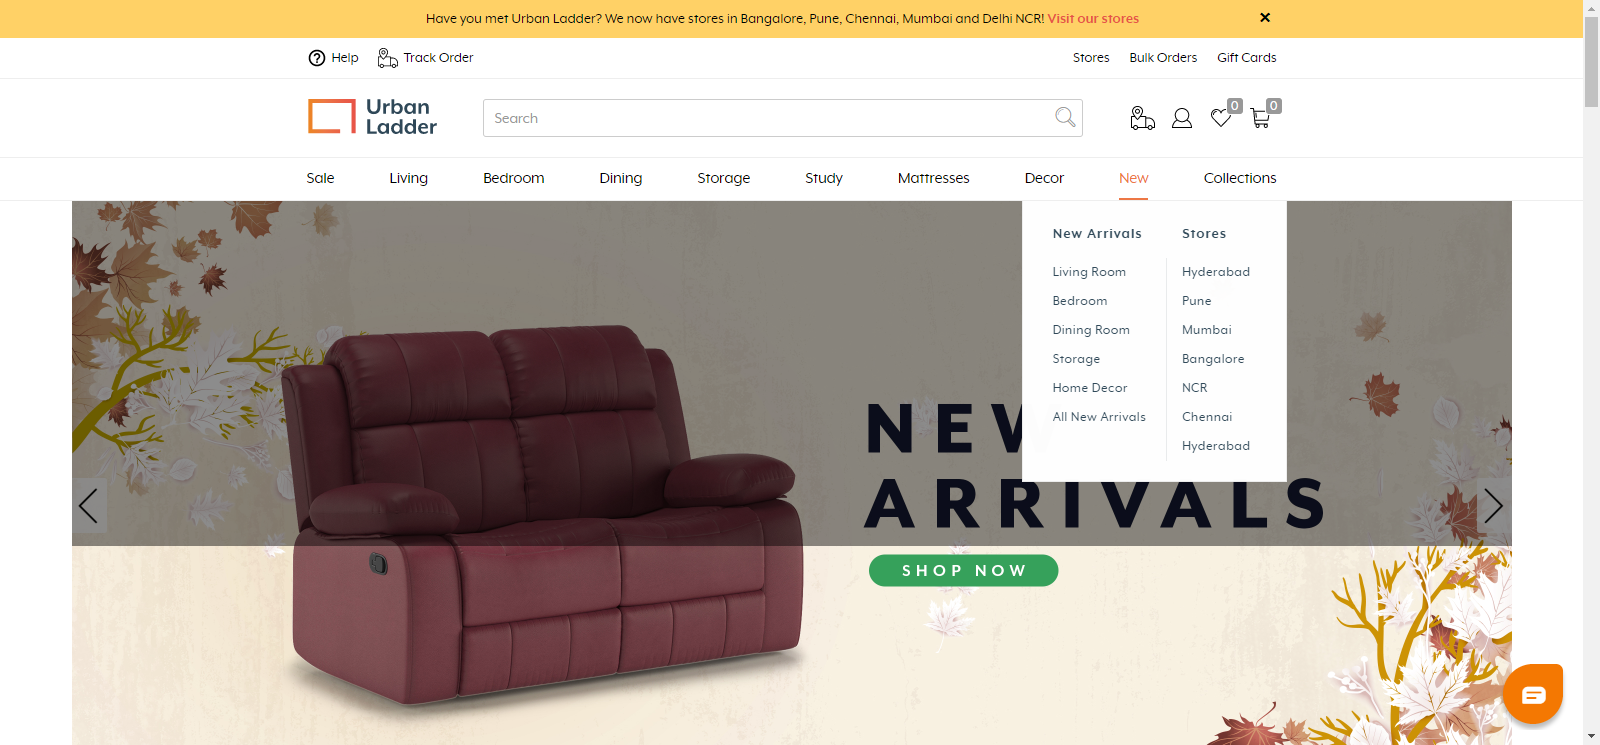 Have you met Urban Ladder? We now have stores in Bangalore, Pune, Chennai, Mumbai and Delhi NCR! Visit our stores
Help
Track Order
Stores
Bulk Orders
Gift Cards
Urban
Ladder
Search
0
0
Sale
Living
Bedroom
Dining
Storage
Study
Mattresses
Decor
New
Collections
New Arrivals
Living Room
Bedroom
Dining Room
Storage
Home Decor
All New Arrivals
Stores
Hyderabad
Pune
Mumbai
Bangalore
NCR
Chennai
Hyderabad
NEW
ARRIVALS
SHOP NOW